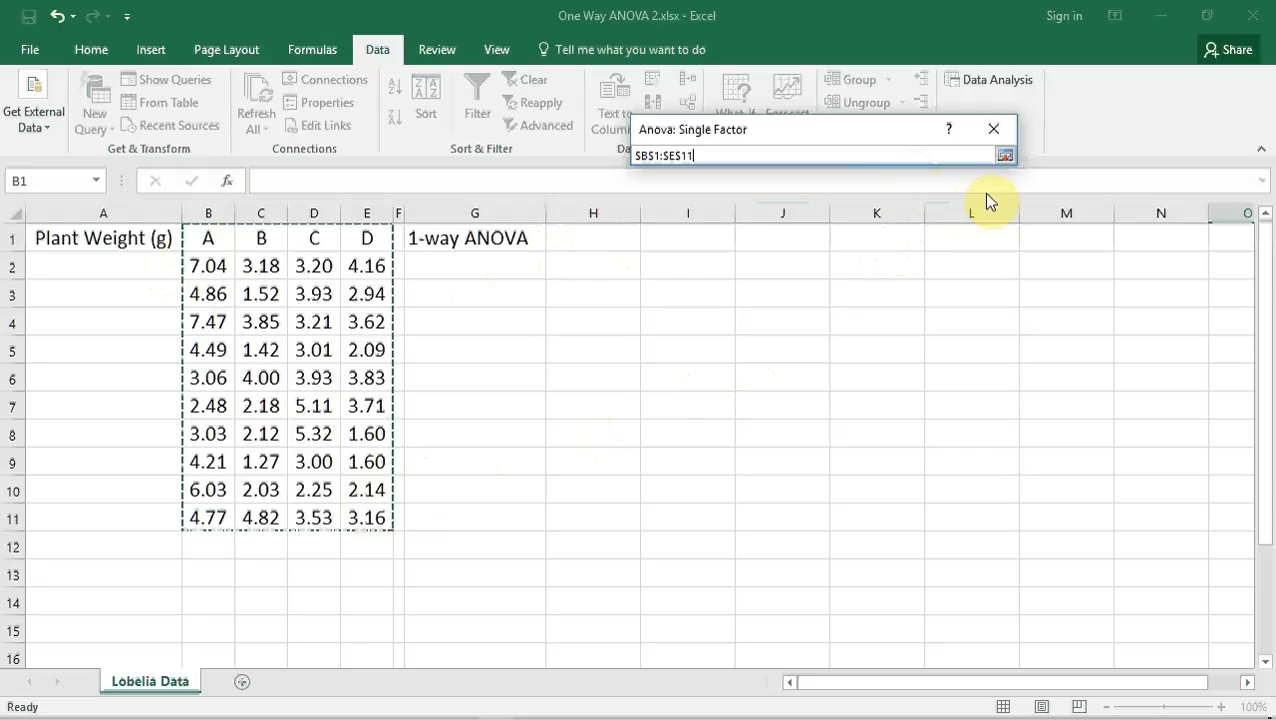 One Way ANOVA 2.xlsx - Excel
Sign in
File Home Insert Page Layout Formulas Data Review View Tell me what you want to do
Share
Get External Data
New Query
Show Queries
From Table
Recent Sources
Get & Transform
Refresh All
Connections
Properties
Edit Links
Connections
Sort
Filter
Clear
Reapply
Advanced
Sort & Filter
Text to
Group
Ungroup
Data Analysis
Anova: Single Factor ?
$B$1:$E$11
B1
fx
A B C D E F G H I J K L M N O
1 Plant Weight (g) A B C D 1-way ANOVA
2 7.04 3.18 3.20 4.16
3 4.86 1.52 3.93 2.94
4 7.47 3.85 3.21 3.62
5 4.49 1.42 3.01 2.09
6 3.06 4.00 3.93 3.83
7 2.48 2.18 5.11 3.71
8 3.03 2.12 5.32 1.60
9 4.21 1.27 3.00 1.60
10 6.03 2.03 2.25 2.14
11 4.77 4.82 3.53 3.16
12
13
14
15
16
Lobelia Data
Ready
100%